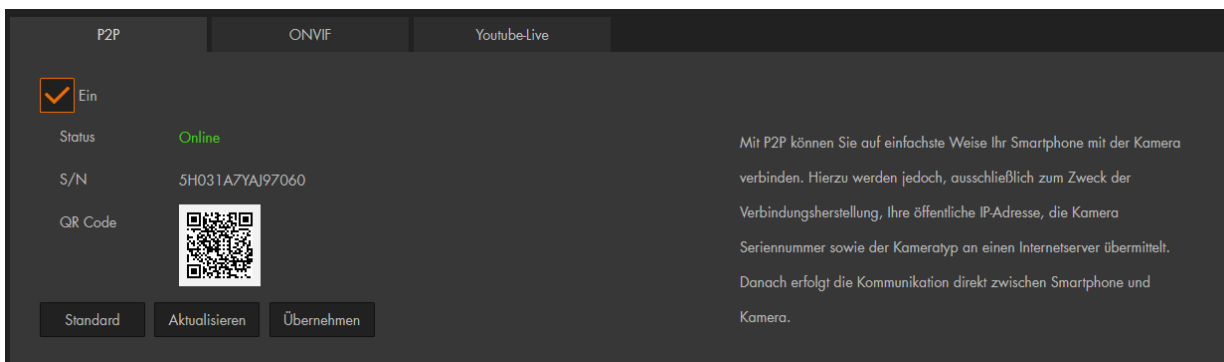 P2P
ONVIF
Youtube-Live
Ein
Status Online
S/N 5H031A7YAJ97060
QR Code
Standard Aktualisieren Übernehmen
Mit P2P können Sie auf einfachste Weise Ihr Smartphone mit der Kamera
verbinden. Hierzu werden jedoch, ausschließlich zum Zweck der
Verbindungsherstellung, Ihre öffentliche IP-Adresse, die Kamera
Seriennummer sowie der Kameratyp an einen Internetserver übermittelt.
Danach erfolgt die Kommunikation direkt zwischen Smartphone und
Kamera.